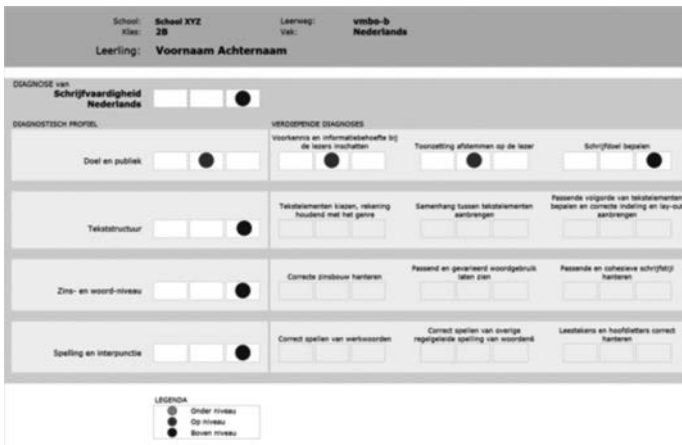 School: School XYZ Leerweg: vmbo-b
Klas: 2B Vak: Nederlands
Leerling: Voornaam Achternaam
DIAGNOSE van
Schrijfvaardigheid
Nederlands
DIAGNOSTISCH PROFIEL VERDIEPENDE DIAGNOSES
Voorkennis en informatiebehoefte bij
de lezers inschatten
Toonzetting afstemmen op de lezer
Schrijfdoel bepalen
Doel en publiek
Tekstelementen kiezen, rekening
houdend met het genre
Samenhang tussen tekstelementen
aanbrengen
Passende volgorde van tekstelementen
bepalen en correcte indeling en lay-out
aanbrengen
Tekststructuur
Correcte zinsbouw hanteren
Passend en gevarieerd woordgebruik
laten zien
Passende en cohesieve schrijfstijl
hanteren
Zins- en woord-niveau
Correct spellen van werkwoorden
Correct spellen van overige
regelgeleide spelling van
Leestekens en hoofdletters correct
hanteren
Spelling en interpunctie
LEGENDA
Onder niveau
Op niveau
Boven niveau